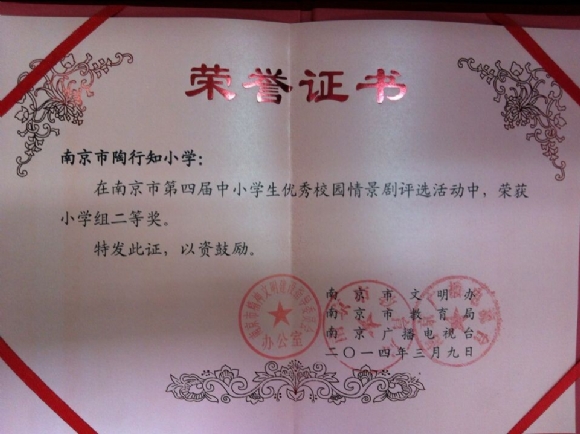 荣誉证书
南京市陶行知小学：
在南京市第四届中小学生优秀校园情景剧评选活动中，荣获
小学组二等奖。
特发此证，以资鼓励。
南京市文明办
南京市教育局
南京广播电视台
二〇一四年三月九日
办公室